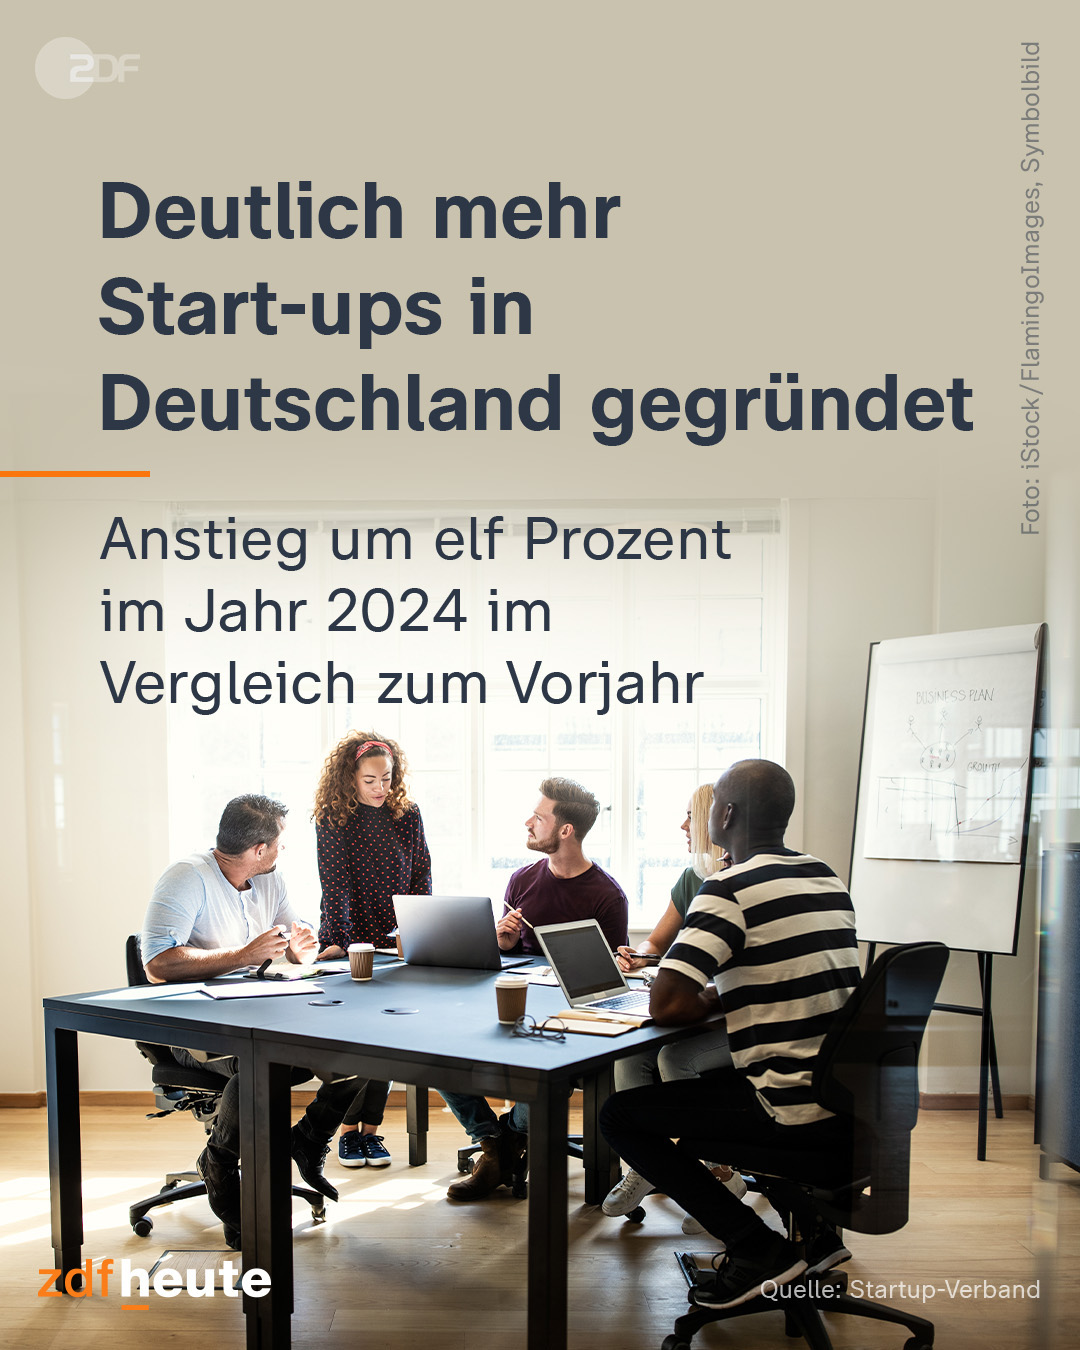 ZDF
Deutlich mehr
Start-ups in
Deutschland gegründet
Anstieg um elf Prozent
im Jahr 2024 im
Vergleich zum Vorjahr
Foto: iStock/FlamingoImages, Symbolbild
BUSINESS PLAN
GROWTH
zdfheute
Quelle: Startup-Verband